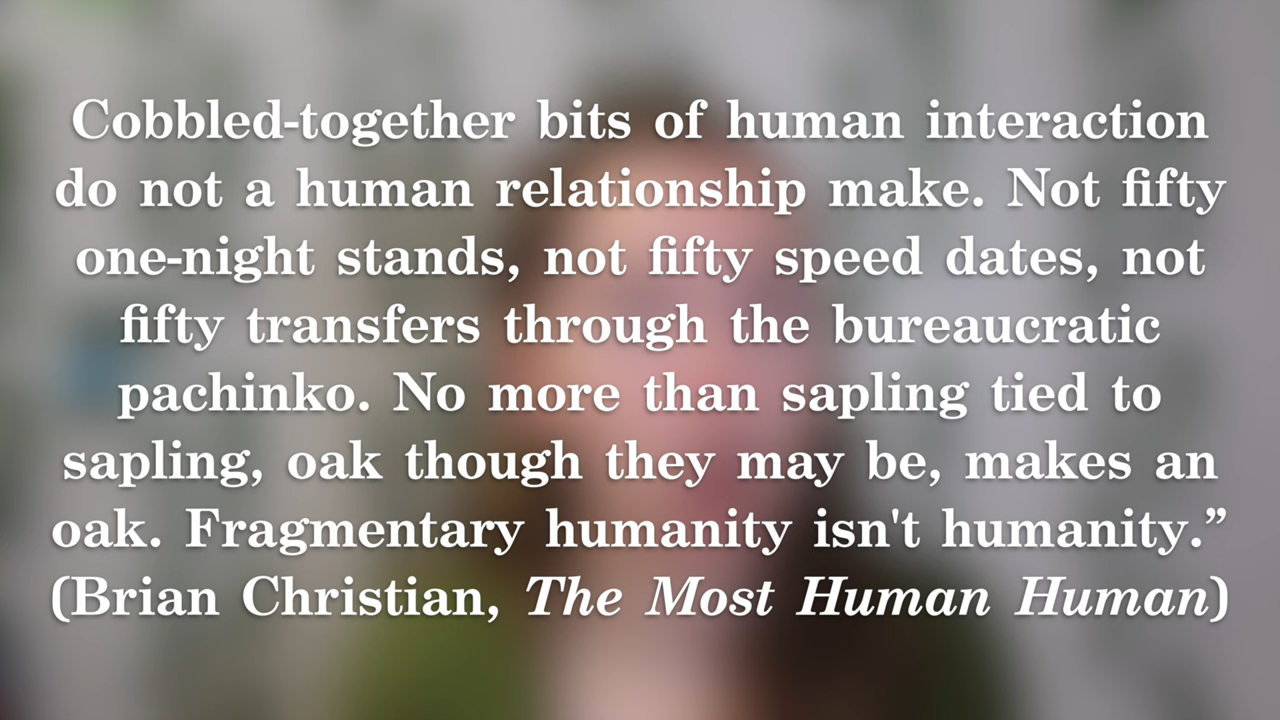 Cobbled-together bits of human interaction
do not a human relationship make. Not fifty
one-night stands, not fifty speed dates, not
fifty transfers through the bureaucratic
pachinko. No more than sapling tied to
sapling, oak though they may be, makes an
oak. Fragmentary humanity isn't humanity.”
(Brian Christian, The Most Human Human)